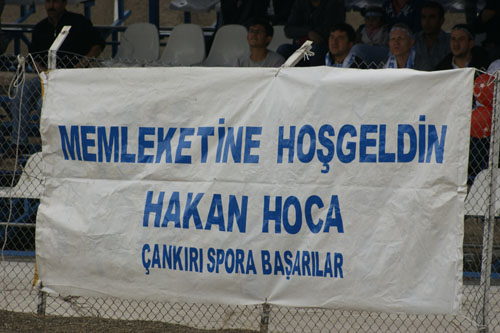 MEMLEKETİNE HOŞGELDİN
HAKAN HOCA
ÇANKIRI SPORA BAŞARILAR